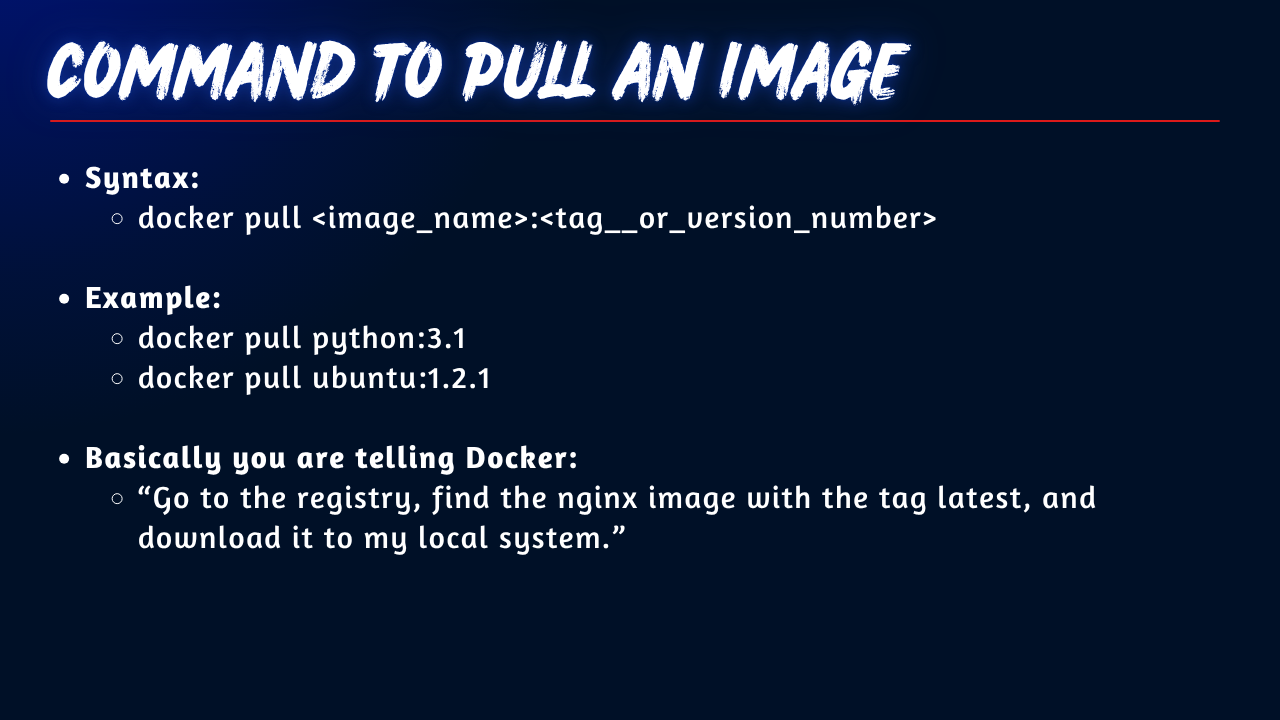 COMMAND TO PULL AN IMAGE
• Syntax:
○ docker pull <image_name>:<tag__or_version_number>
• Example:
○ docker pull python:3.1
○ docker pull ubuntu:1.2.1
• Basically you are telling Docker:
○ “Go to the registry, find the nginx image with the tag latest, and
download it to my local system.”